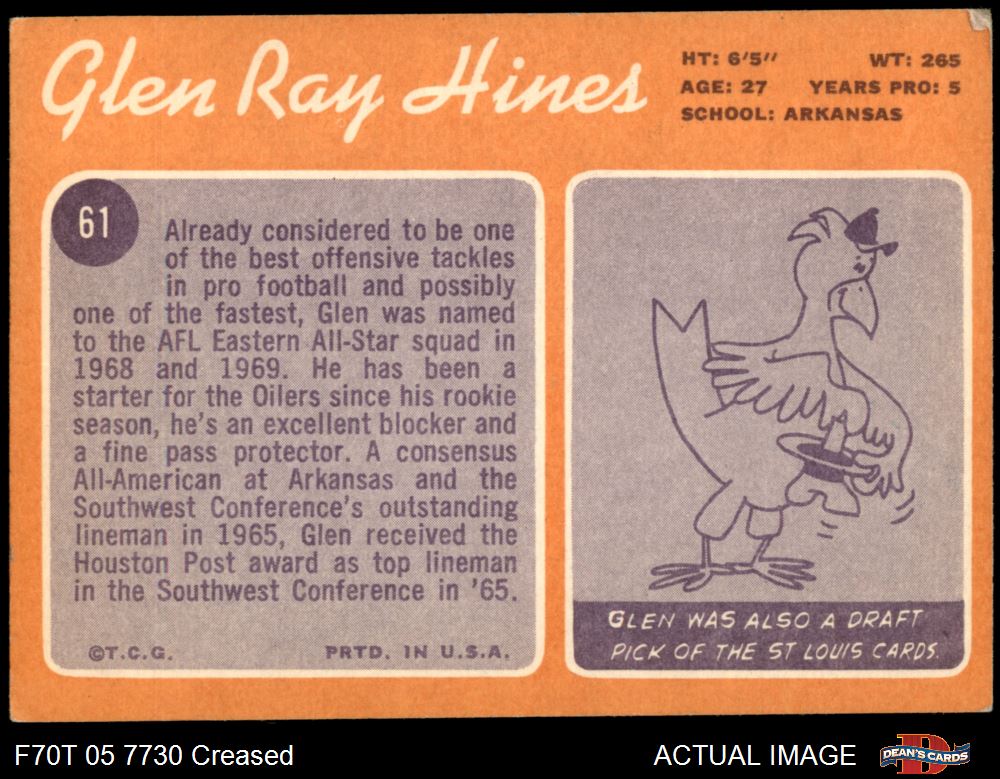 Glen Ray Hines
HT: 6'5" WT: 265
AGE: 27 YEARS PRO: 5
SCHOOL: ARKANSAS
61
Already considered to be one
of the best offensive tackles
in pro football and possibly
one of the fastest, Glen was named
to the AFL Eastern All-Star squad in
1968 and 1969. He has been a
starter for the Oilers since his rookie
season, he's an excellent blocker and
a fine pass protector. A consensus
All-American at Arkansas and the
Southwest Conference's outstanding
lineman in 1965, Glen received the
Houston Post award as top lineman
in the Southwest Conference in '65.
©T.C.G. PRTD. IN U.S.A.
GLEN WAS ALSO A DRAFT
PICK OF THE ST LOUIS CARDS.
F70T 05 7730 Creased
ACTUAL IMAGE
D
DEAN'S CARDS